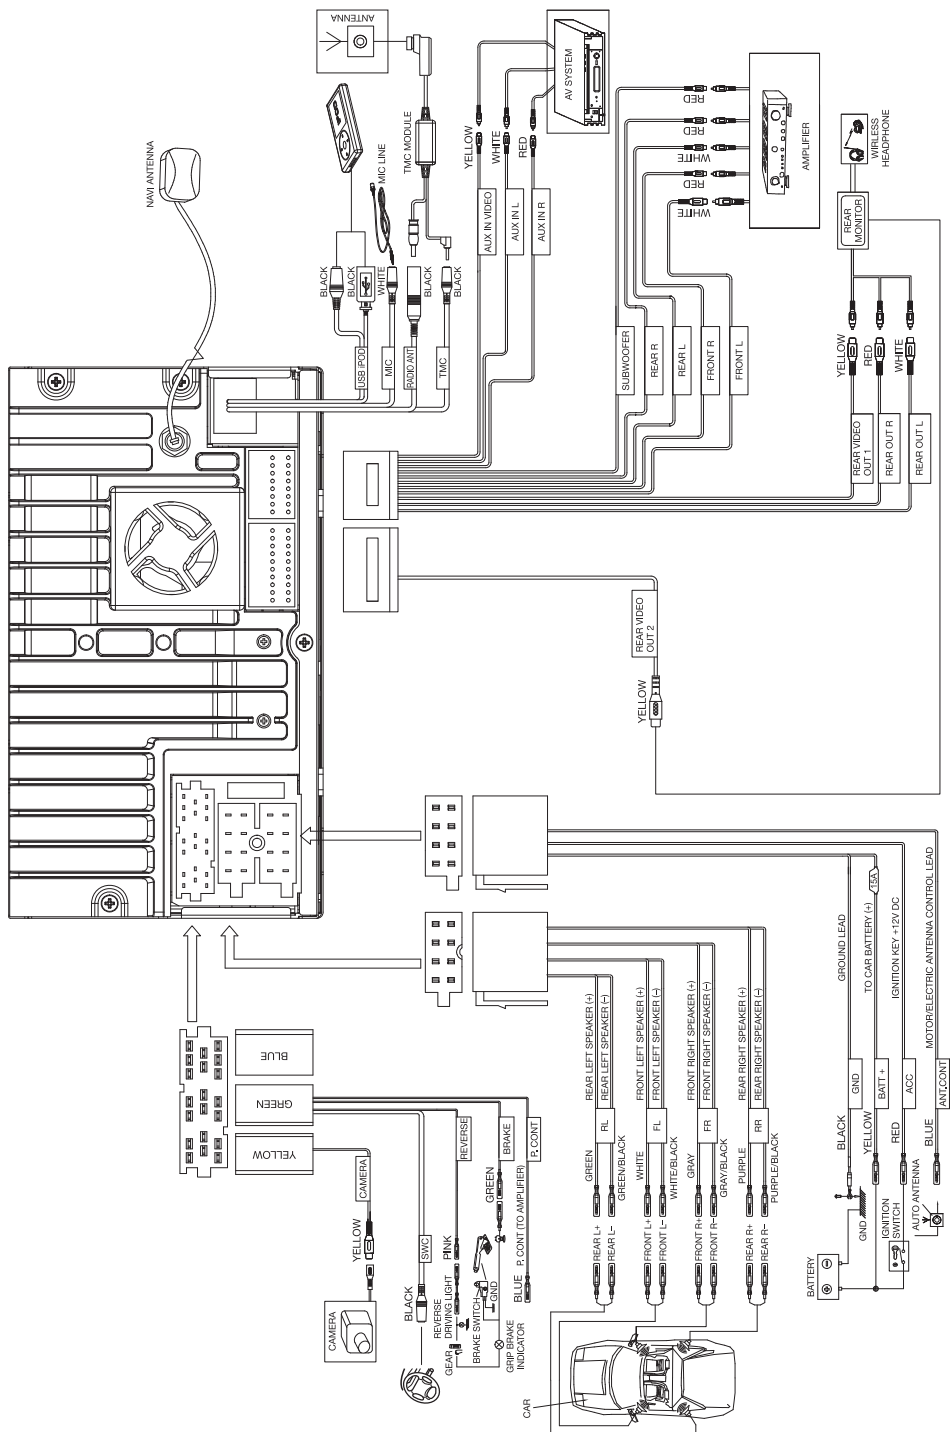 ANTENNA
NAVI ANTENNA
MIC LINE
TMC MODULE
BLACK
BLACK
WHITE
BLACK
BLACK
USB iPOD
MIC
RADIO ANT
TMC
AV SYSTEM
YELLOW
WHITE
RED
AUX IN VIDEO
AUX IN L
AUX IN R
RED
RED
WHITE
RED
WHITE
AMPLIFIER
SUBWOOFER
REAR R
REAR L
FRONT R
FRONT L
WIRLESS
HEADPHONE
REAR
MONITOR
YELLOW
RED
WHITE
REAR VIDEO
OUT 1
REAR OUT R
REAR OUT L
REAR VIDEO
OUT 2
YELLOW
BLUE
GREEN
YELLOW
CAMERA
YELLOW
CAMERA
SWC
BLACK
REVERSE
PINK
REVERSE
DRIVING LIGHT
GEAR
BRAKE
GREEN
BRAKE SWITCH
GND
GRIP BRAKE
INDICATOR
P. CONT
P. CONT (TO AMPLIFIER)
BLUE
REAR LEFT SPEAKER (+)
REAR LEFT SPEAKER (–)
FRONT LEFT SPEAKER (+)
FRONT LEFT SPEAKER (–)
FRONT RIGHT SPEAKER (+)
FRONT RIGHT SPEAKER (–)
REAR RIGHT SPEAKER (+)
REAR RIGHT SPEAKER (–)
RL
FL
FR
RR
GREEN
GREEN/BLACK
WHITE
WHITE/BLACK
GRAY
GRAY/BLACK
PURPLE
PURPLE/BLACK
REAR L+
REAR L–
FRONT L+
FRONT L–
FRONT R+
FRONT R–
REAR R+
REAR R–
CAR
GROUND LEAD
TO CAR BATTERY (+)
15A
IGNITION KEY +12V DC
MOTOR/ELECTRIC ANTENNA CONTROL LEAD
GND
BATT +
ACC
ANT.CONT
BLACK
YELLOW
RED
BLUE
GND
IGNITION
SWITCH
AUTO ANTENNA
BATTERY